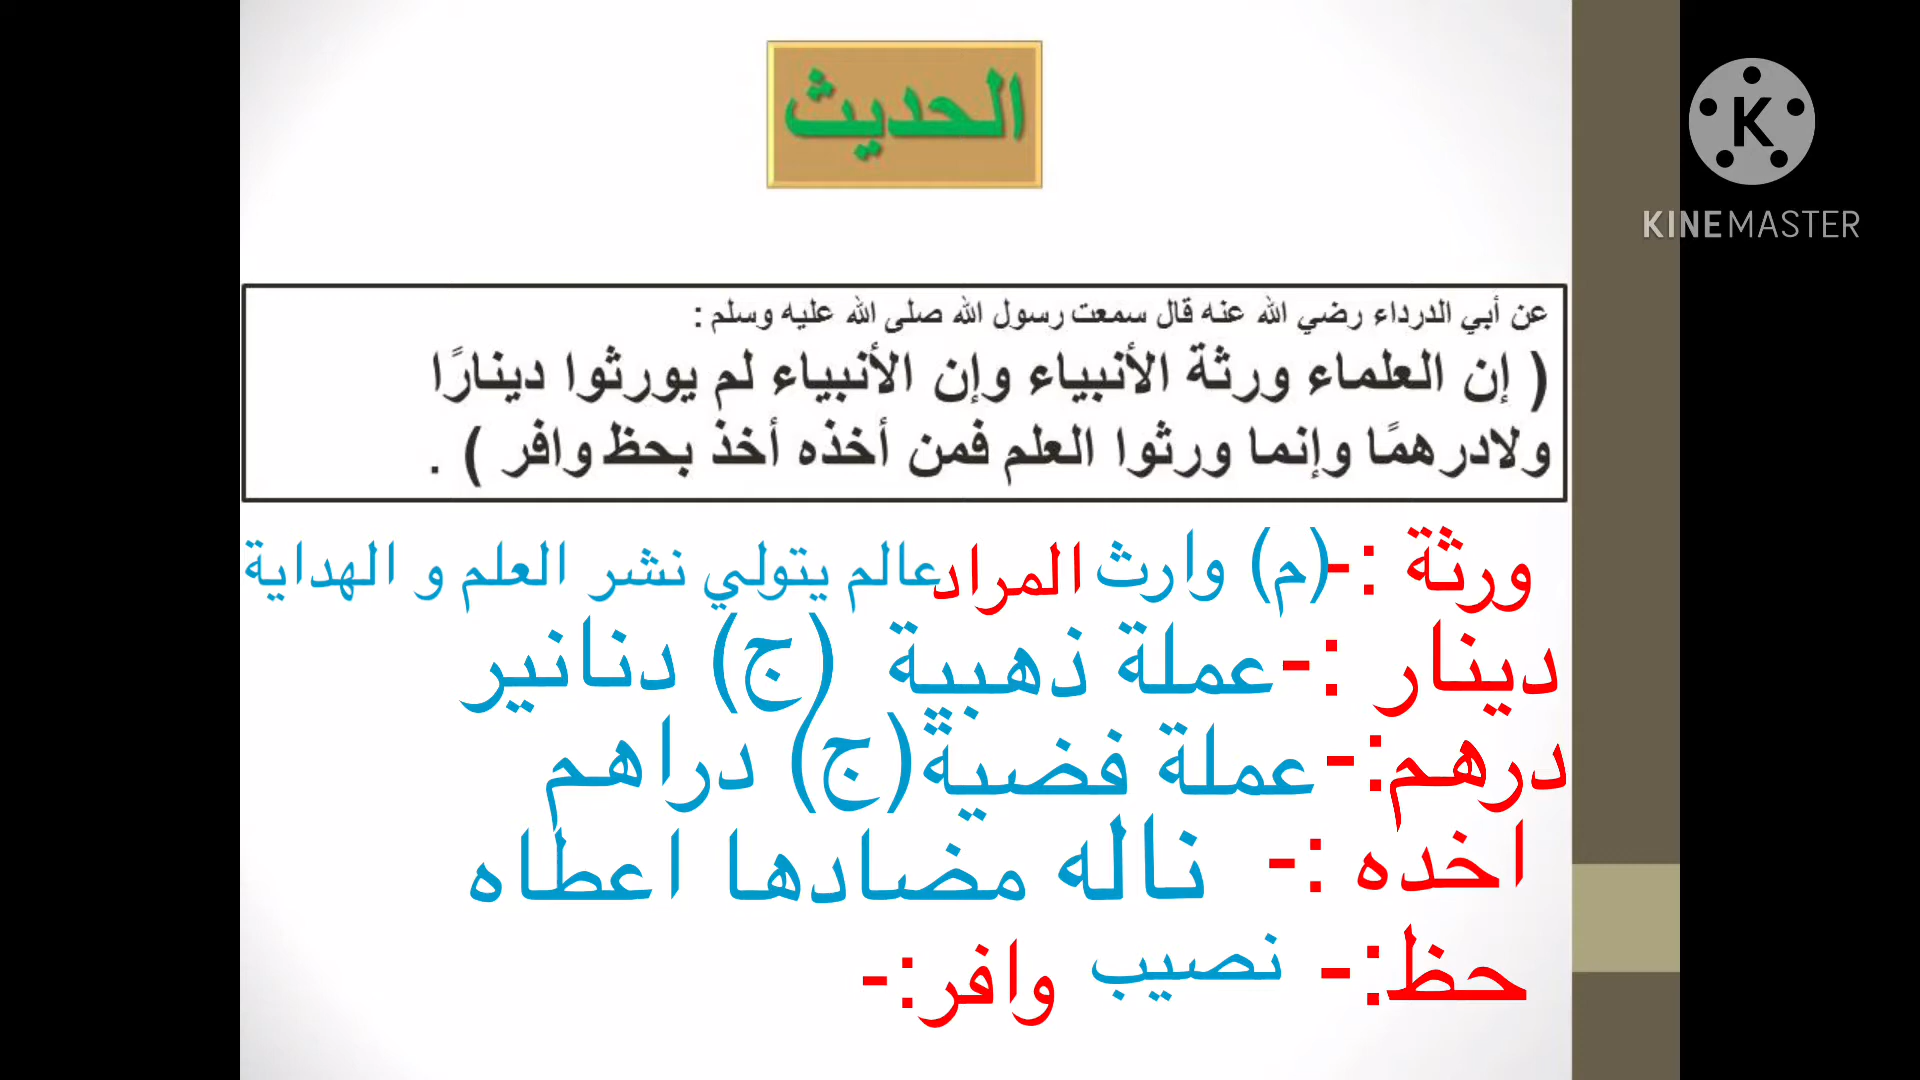 الحديث
K
KINEMASTER
عن أبي الدرداء رضي الله عنه قال سمعت رسول الله صلى الله عليه وسلم :
( إن العلماء ورثة الأنبياء وإن الأنبياء لم يورثوا دينارًا
ولادرهمًا وإنما ورثوا العلم فمن أخذه أخذ بحظ وافر ) .
ورثة :-(م) وارث المراد عالم يتولي نشر العلم و الهداية
دينار :-عملة ذهبية (ج) دنانير
درهم:-عملة فضية(ج) دراهم
اخده :- ناله مضادها اعطاه
حظ:- نصيب وافر:-